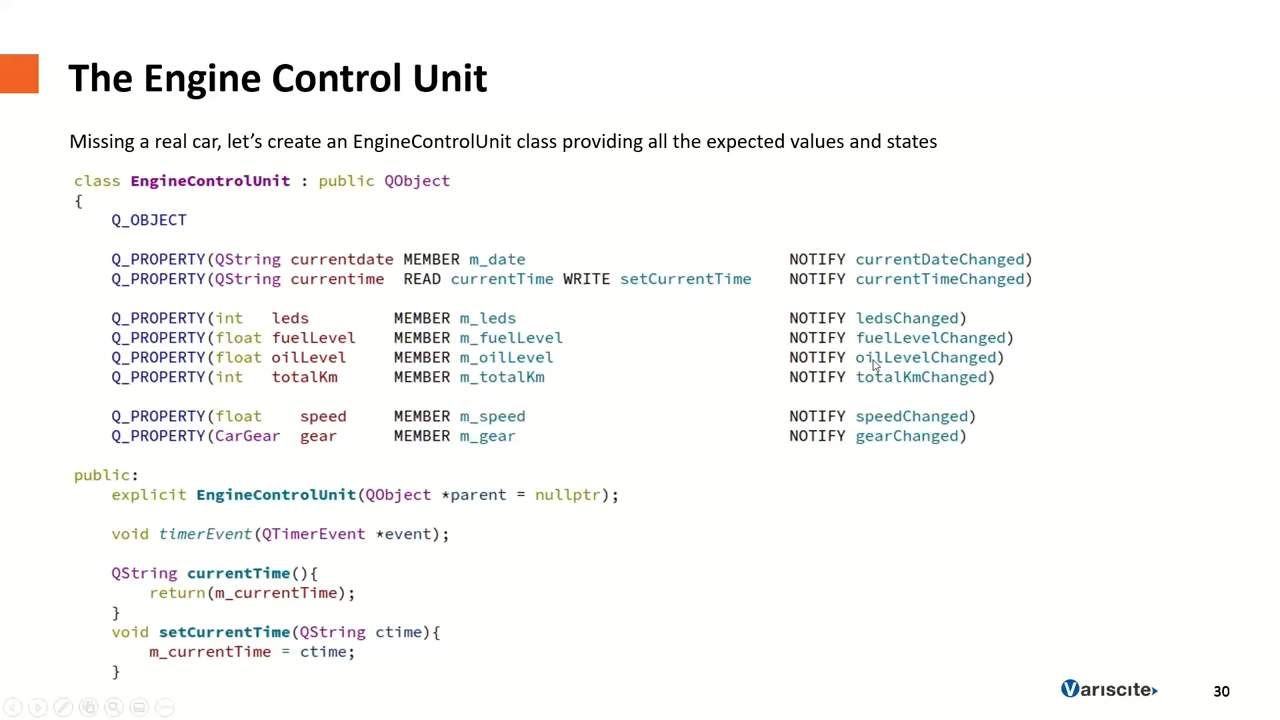 The Engine Control Unit
Missing a real car, let's create an EngineControlUnit class providing all the expected values and states
class EngineControlUnit : public QObject
{
Q_OBJECT
Q_PROPERTY(QString currentdate MEMBER m_date NOTIFY currentDateChanged)
Q_PROPERTY(QString currentime READ currentTime WRITE setCurrentTime NOTIFY currentTimeChanged)
Q_PROPERTY(int leds MEMBER m_leds NOTIFY ledsChanged)
Q_PROPERTY(float fuelLevel MEMBER m_fuelLevel NOTIFY fuelLevelChanged)
Q_PROPERTY(float oilLevel MEMBER m_oilLevel NOTIFY oilLevelChanged)
Q_PROPERTY(int totalKm MEMBER m_totalKm NOTIFY totalKmChanged)
Q_PROPERTY(float speed MEMBER m_speed NOTIFY speedChanged)
Q_PROPERTY(CarGear gear MEMBER m_gear NOTIFY gearChanged)
public:
explicit EngineControlUnit(QObject *parent = nullptr);
void timerEvent(QTimerEvent *event);
QString currentTime(){
return(m_currentTime);
}
void setCurrentTime(QString ctime){
m_currentTime = ctime;
}
Variscite
30